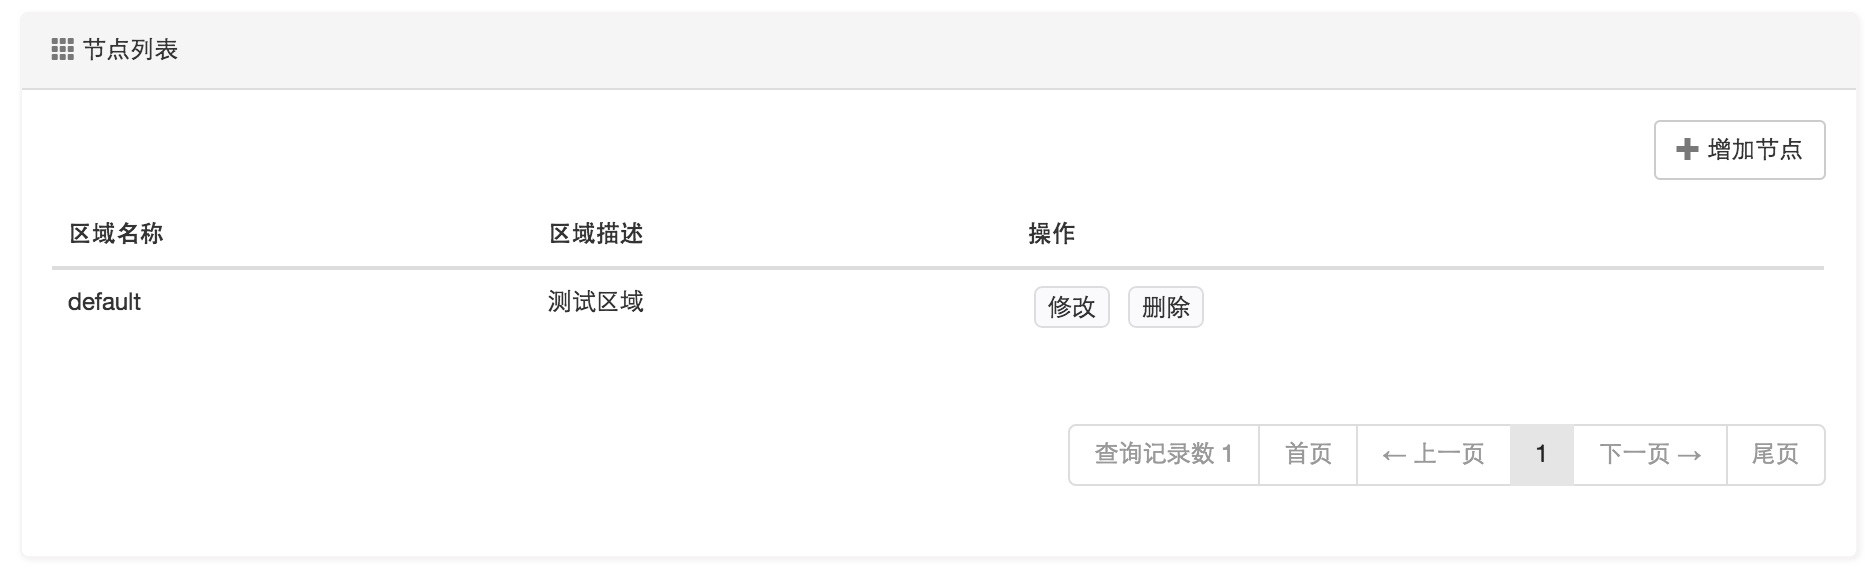 节点列表
增加节点
区域名称 区域描述 操作
default 测试区域 修改 删除
查询记录数 1 首页 ← 上一页 1 下一页 → 尾页